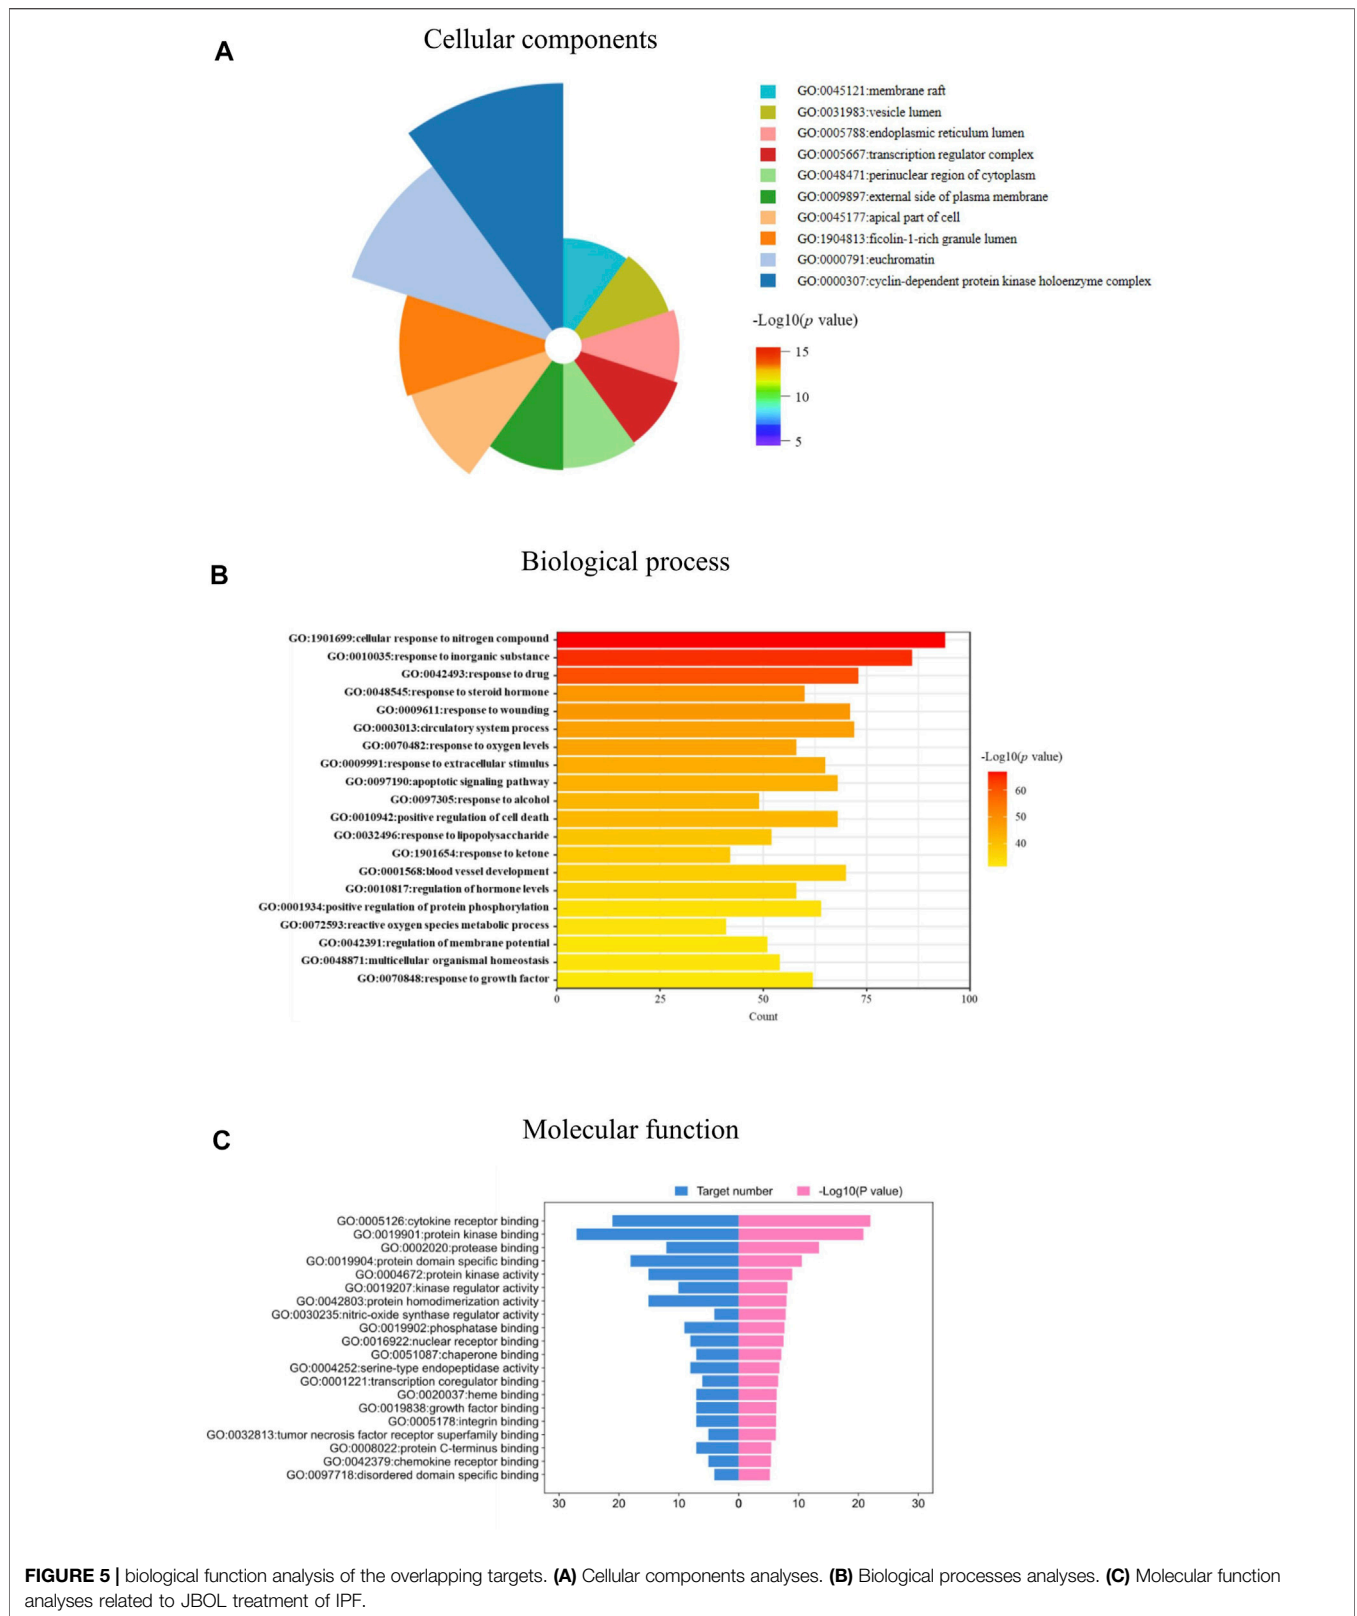 A
Cellular components
GO:0045121:membrane raft
GO:0031983:vesicle lumen
GO:0005788:endoplasmic reticulum lumen
GO:0005667:transcription regulator complex
GO:0048471:perinuclear region of cytoplasm
GO:0009897:external side of plasma membrane
GO:0045177:apical part of cell
GO:1904813:ficolin-1-rich granule lumen
GO:0000791:euchromatin
GO:0000307:cyclin-dependent protein kinase holoenzyme complex
-Log10(p value)
15
10
5
B
Biological process
GO:1901699:cellular response to nitrogen compound
GO:0010035:response to inorganic substance
GO:0042493:response to drug
GO:0048545:response to steroid hormone
GO:0009611:response to wounding
GO:0003013:circulatory system process
GO:0070482:response to oxygen levels
GO:0009991:response to extracellular stimulus
GO:0097190:apoptotic signaling pathway
GO:0097305:response to alcohol
GO:0010942:positive regulation of cell death
GO:0032496:response to lipopolysaccharide
GO:1901654:response to ketone
GO:0001568:blood vessel development
GO:0010817:regulation of hormone levels
GO:0001934:positive regulation of protein phosphorylation
GO:0072593:reactive oxygen species metabolic process
GO:0042391:regulation of membrane potential
GO:0048871:multicellular organismal homeostasis
GO:0070848:response to growth factor
0 25 50 75 100
Count
-Log10(p value)
60
50
40
C
Molecular function
Target number -Log10(P value)
GO:0005126:cytokine receptor binding
GO:0019901:protein kinase binding
GO:0002020:protease binding
GO:0019904:protein domain specific binding
GO:0004672:protein kinase activity
GO:0019207:kinase regulator activity
GO:0042803:protein homodimerization activity
GO:0030235:nitric-oxide synthase regulator activity
GO:0019902:phosphatase binding
GO:0016922:nuclear receptor binding
GO:0051087:chaperone binding
GO:0004252:serine-type endopeptidase activity
GO:0001221:transcription coregulator binding
GO:0020037:heme binding
GO:0019838:growth factor binding
GO:0005178:integrin binding
GO:0032813:tumor necrosis factor receptor superfamily binding
GO:0008022:protein C-terminus binding
GO:0042379:chemokine receptor binding
GO:0097718:disordered domain specific binding
30 20 10 0 10 20 30
FIGURE 5 | biological function analysis of the overlapping targets. (A) Cellular components analyses. (B) Biological processes analyses. (C) Molecular function
analyses related to JBOL treatment of IPF.